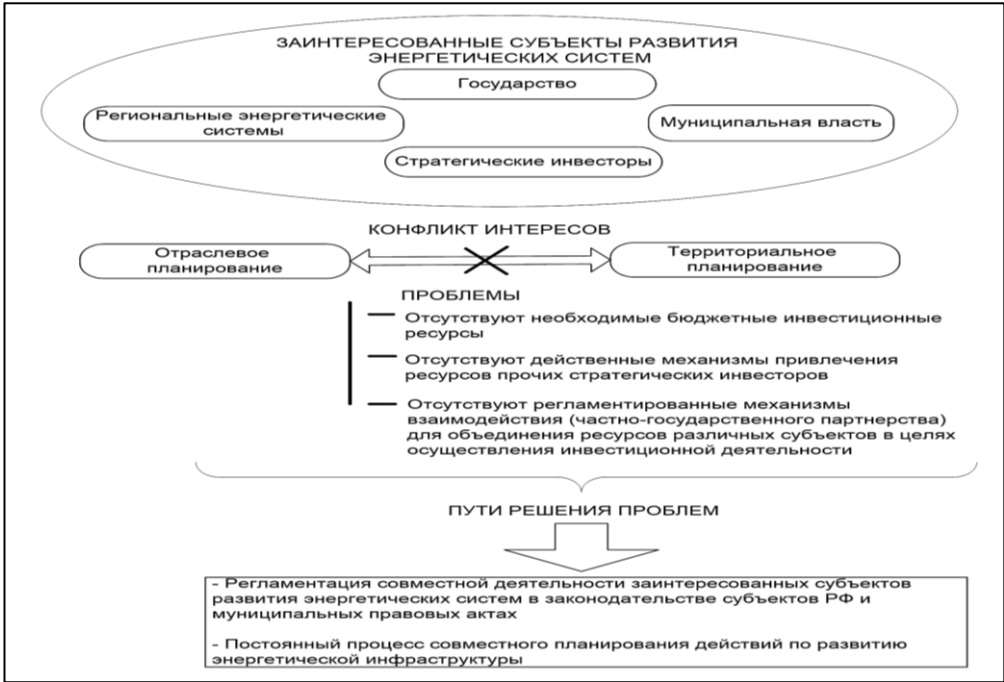 ЗАИНТЕРЕСОВАННЫЕ СУБЪЕКТЫ РАЗВИТИЯ
ЭНЕРГЕТИЧЕСКИХ СИСТЕМ
Государство
Региональные энергетические
системы
Муниципальная власть
Стратегические инвесторы
КОНФЛИКТ ИНТЕРЕСОВ
Отраслевое
планирование
Территориальное
планирование
ПРОБЛЕМЫ
Отсутствуют необходимые бюджетные инвестиционные
ресурсы
Отсутствуют действенные механизмы привлечения
ресурсов прочих стратегических инвесторов
Отсутствуют регламентированные механизмы
взаимодействия (частно-государственного партнерства)
для объединения ресурсов различных субъектов в целях
осуществления инвестиционной деятельности
ПУТИ РЕШЕНИЯ ПРОБЛЕМ
- Регламентация совместной деятельности заинтересованных субъектов
развития энергетических систем в законодательстве субъектов РФ и
муниципальных правовых актах
- Постоянный процесс совместного планирования действий по развитию
энергетической инфраструктуры